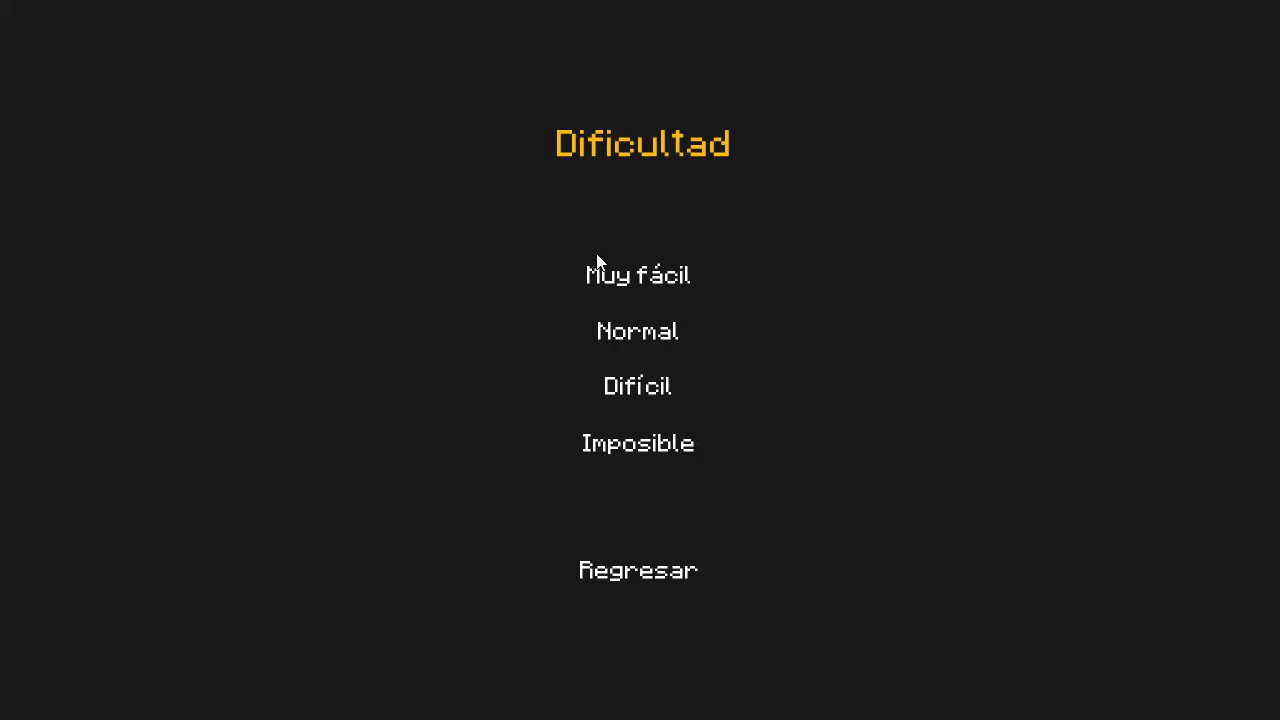 Dificultad
Muy fácil
Normal
Difícil
Imposible
Regresar